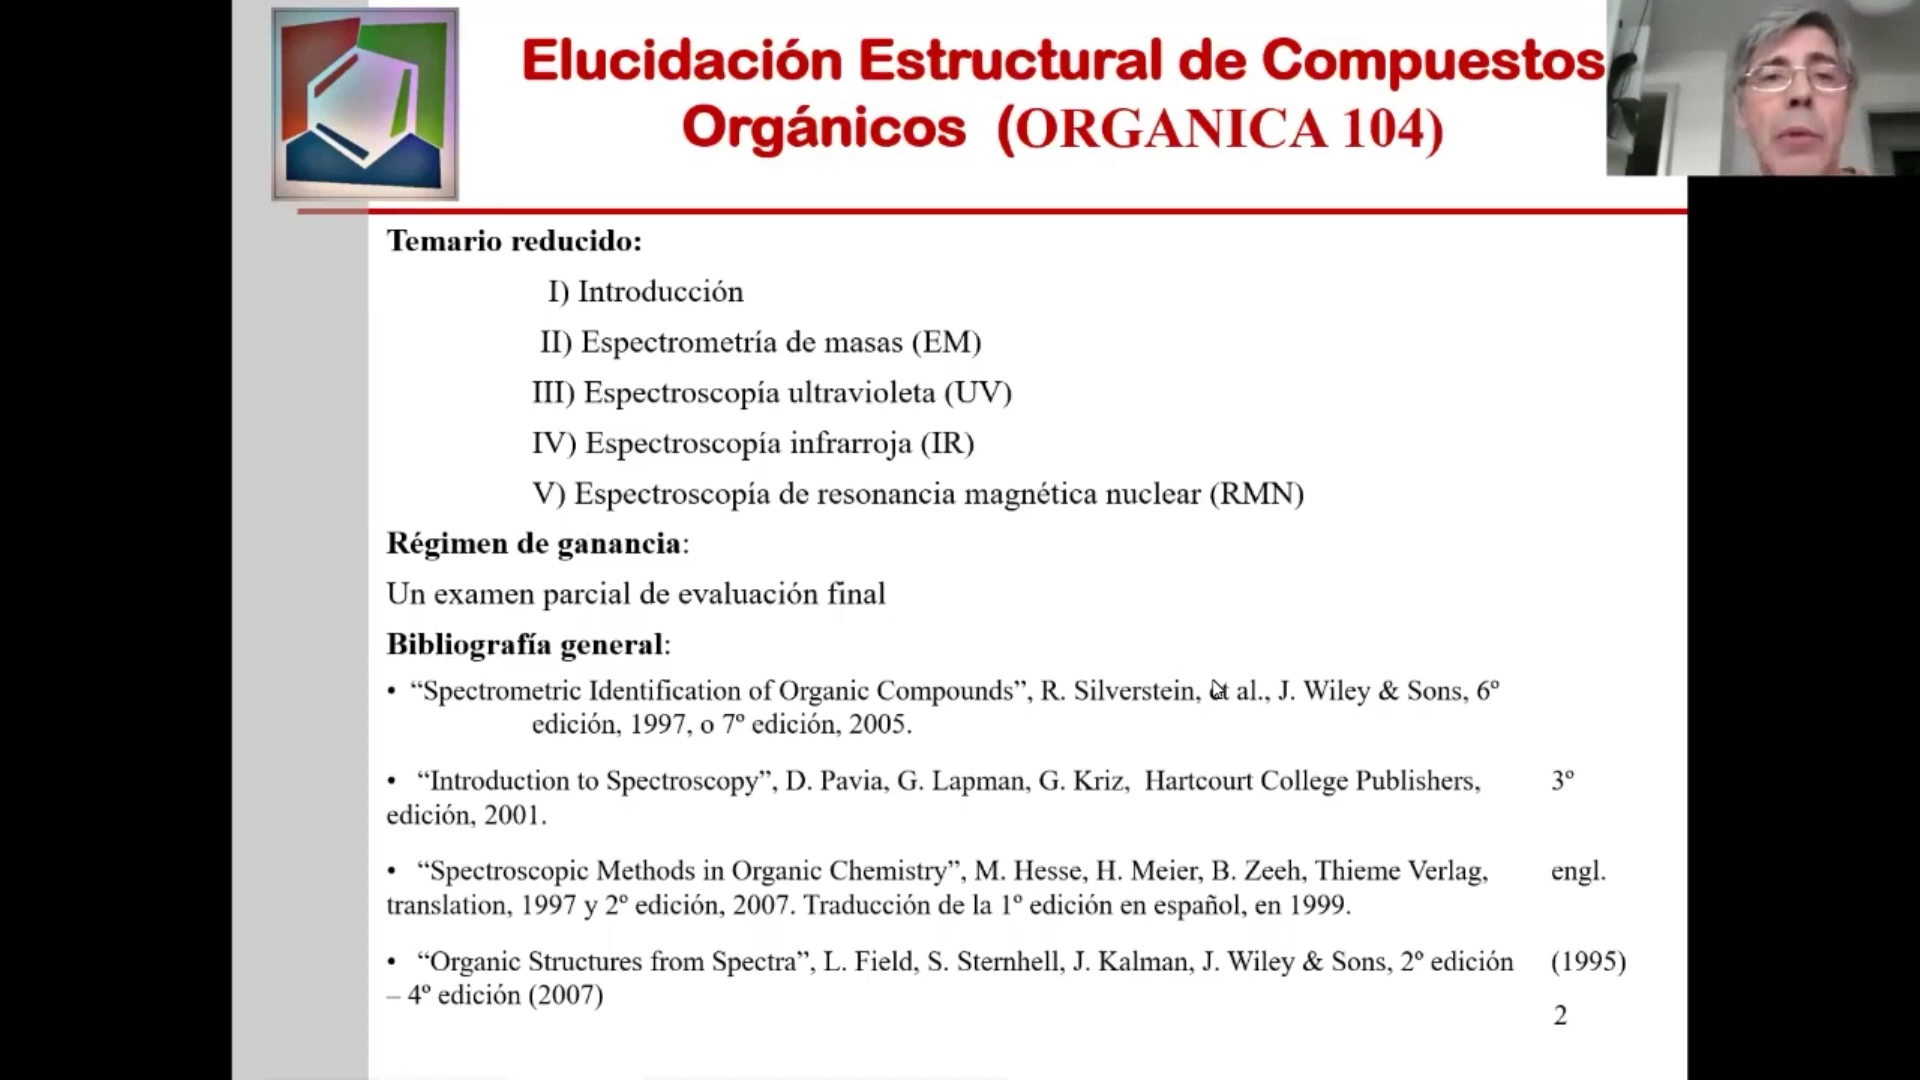 Elucidación Estructural de Compuestos
Orgánicos (ORGANICA 104)
Temario reducido:
I) Introducción
II) Espectrometría de masas (EM)
III) Espectroscopía ultravioleta (UV)
IV) Espectroscopía infrarroja (IR)
V) Espectroscopía de resonancia magnética nuclear (RMN)
Régimen de ganancia:
Un examen parcial de evaluación final
Bibliografía general:
• “Spectrometric Identification of Organic Compounds”, R. Silverstein, et al., J. Wiley & Sons, 6º
edición, 1997, o 7º edición, 2005.
• “Introduction to Spectroscopy”, D. Pavia, G. Lapman, G. Kriz, Hartcourt College Publishers, 3º
edición, 2001.
• “Spectroscopic Methods in Organic Chemistry”, M. Hesse, H. Meier, B. Zeeh, Thieme Verlag, engl.
translation, 1997 y 2º edición, 2007. Traducción de la 1º edición en español, en 1999.
• “Organic Structures from Spectra”, L. Field, S. Sternhell, J. Kalman, J. Wiley & Sons, 2º edición (1995)
– 4º edición (2007)
2